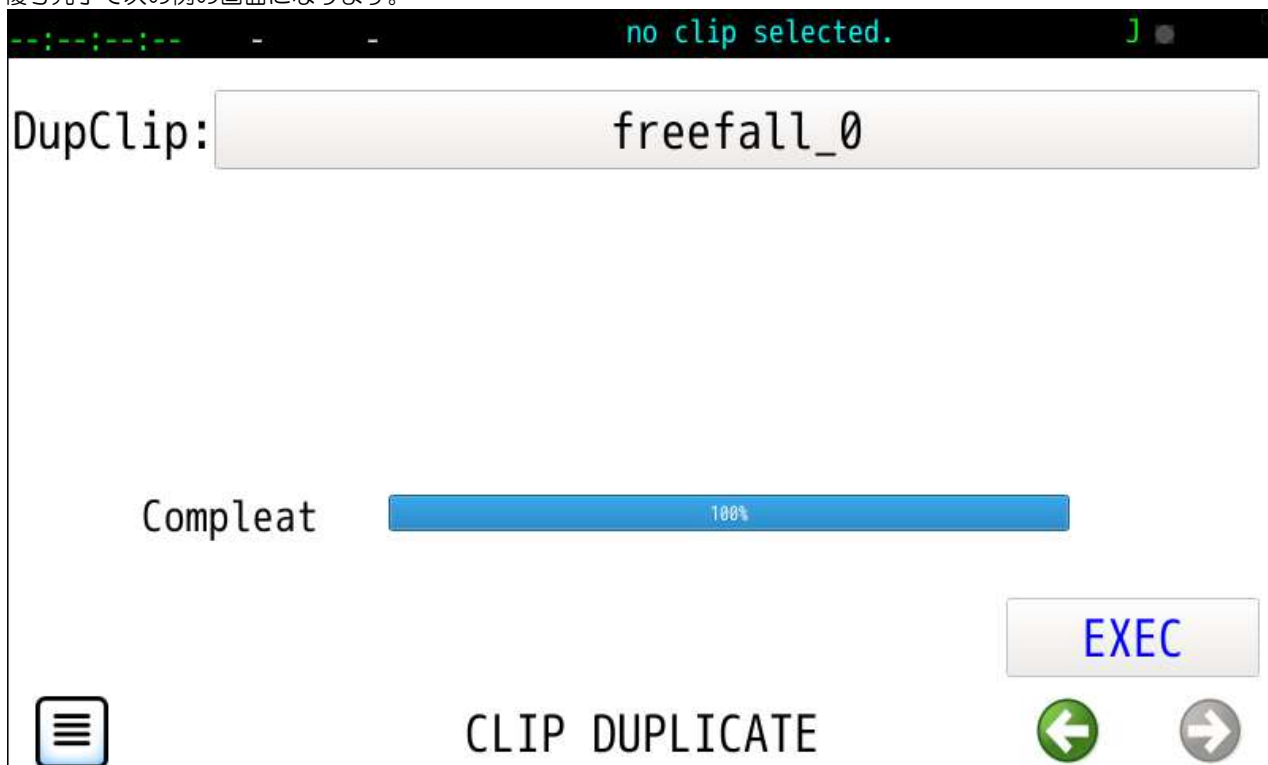 --:--:--:-- - - no clip selected. J
DupClip: freefall_0
Compleat 100%
EXEC
CLIP DUPLICATE